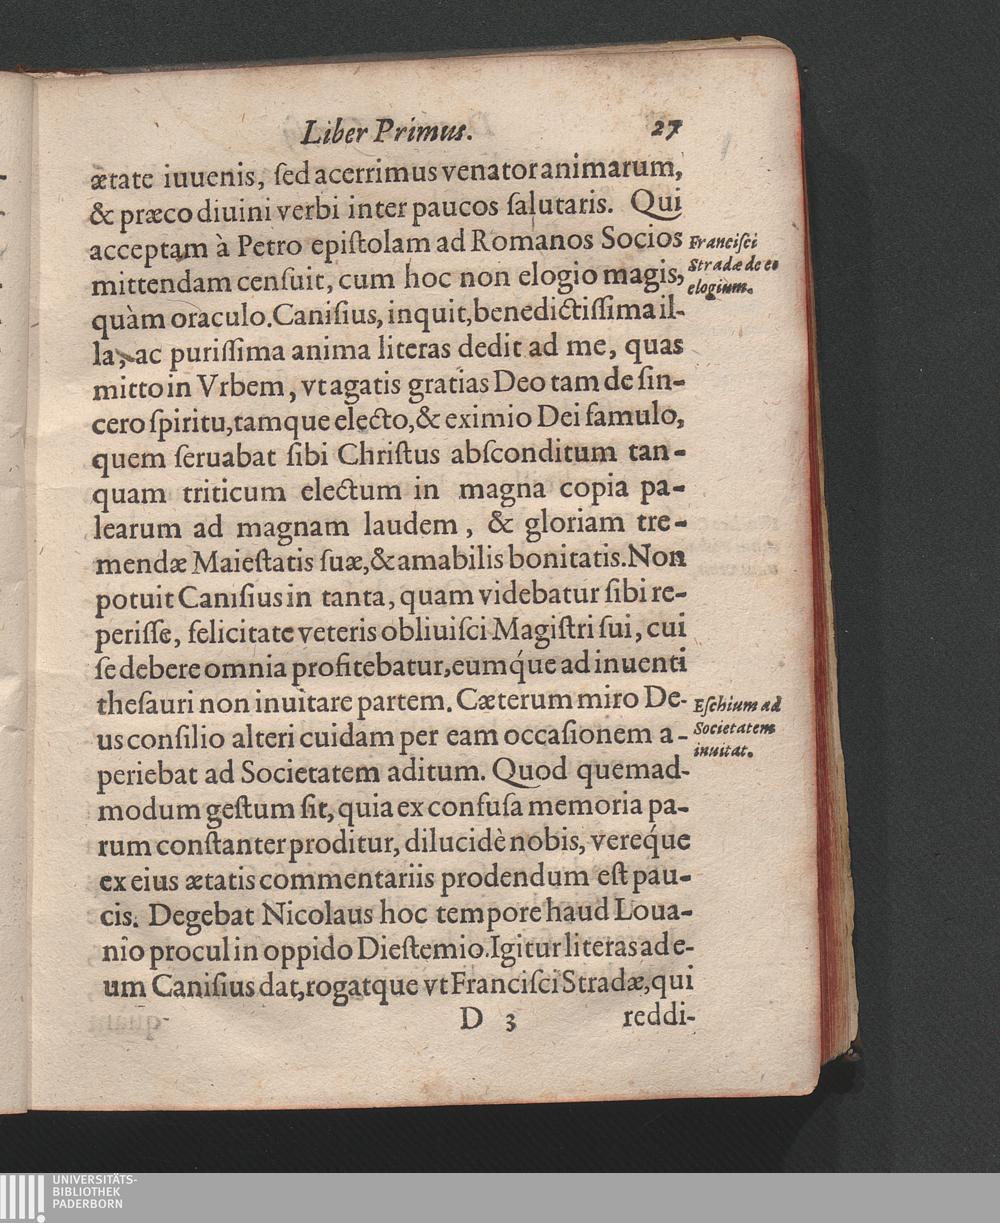 Liber Primus. 27
ætate iuuenis, ſed acerrimus venator animarum,
& præco diuini verbi inter paucos ſalutaris. Qui
acceptam à Petro epiſtolam ad Romanos Socios
Franciſci
Stradæ de eo
elogium.
mittendam cenſuit, cum hoc non elogio magis,
quàm oraculo. Caniſius, inquit, benedictiſſima il-
la, ac puriſſima anima literas dedit ad me, quas
mitto in Vrbem, vt agatis gratias Deo tam de ſin-
cero ſpiritu, tamque electo, & eximio Dei famulo,
quem ſeruabat ſibi Chriſtus abſconditum tan-
quam triticum electum in magna copia pa-
learum ad magnam laudem, & gloriam tre-
mendæ Maieſtatis ſuæ, & amabilis bonitatis. Non
potuit Caniſius in tanta, quam videbatur ſibi re-
periſſe, felicitate veteris obliuiſci Magiſtri ſui, cui
ſe debere omnia profitebatur, eumq́ue ad inuenti
theſauri non inuitare partem. Cæterum miro De-
us conſilio alteri cuidam per eam occaſionem a-
Eſchium ad
Societatem
inuitat.
periebat ad Societatem aditum. Quod quemad-
modum geſtum ſit, quia ex confuſa memoria pa-
rum conſtanter proditur, dilucidè nobis, vereq́ue
ex eius ætatis commentariis prodendum eſt pau-
cis. Degebat Nicolaus hoc tempore haud Loua-
nio procul in oppido Dieſtemio. Igitur literas ad e-
um Caniſius dat, rogatque vt Franciſci Stradæ, qui
D 3 reddi-
UNIVERSITÄTS-
BIBLIOTHEK
PADERBORN